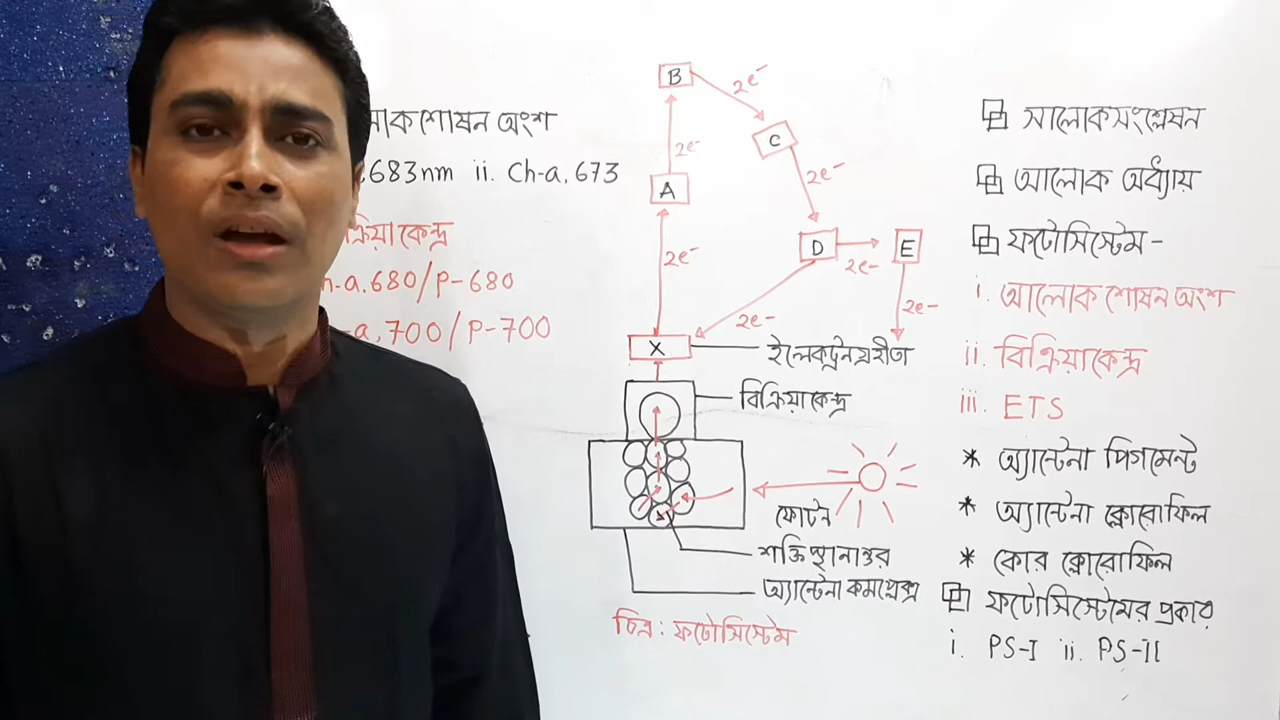 শোষন অংশ
683nm ii. Ch-a, 673
কেন্দ্র
-a.680/P-680
-a,700/P-700
B
2e⁻
C
2e⁻
A
2e⁻
2e⁻
D
2e⁻
E
2e⁻
2e⁻
X
ইলেকট্রনগ্রহীতা
বিক্রিয়াকেন্দ্র
ফোটন
শক্তিস্থানান্তর
অ্যান্টেনা কমপ্লেক্স
চিত্র: ফটোসিস্টেম
সালোকসংশ্লেষন
আলোক অধ্যায়
ফটোসিস্টেম-
i. আলোক শোষন অংশ
ii. বিক্রিয়াকেন্দ্র
iii. ETS
* অ্যান্টেনা পিগমেন্ট
* অ্যান্টেনা ক্লোরোফিল
* কোর ক্লোরোফিল
ফটোসিস্টেমের প্রকার
i. PS-I ii. PS-II